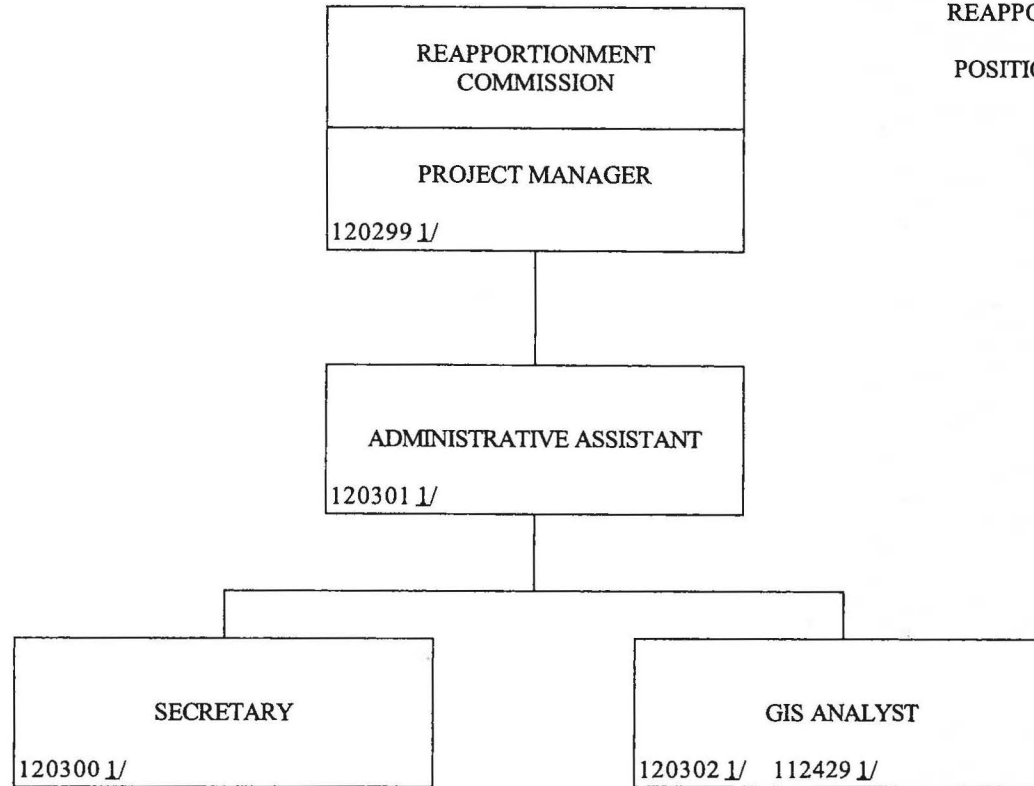 REAPPORTIONMENT
COMMISSION
PROJECT MANAGER
120299 1/
ADMINISTRATIVE ASSISTANT
120301 1/
SECRETARY
120300 1/
GIS ANALYST
120302 1/ 112429 1/